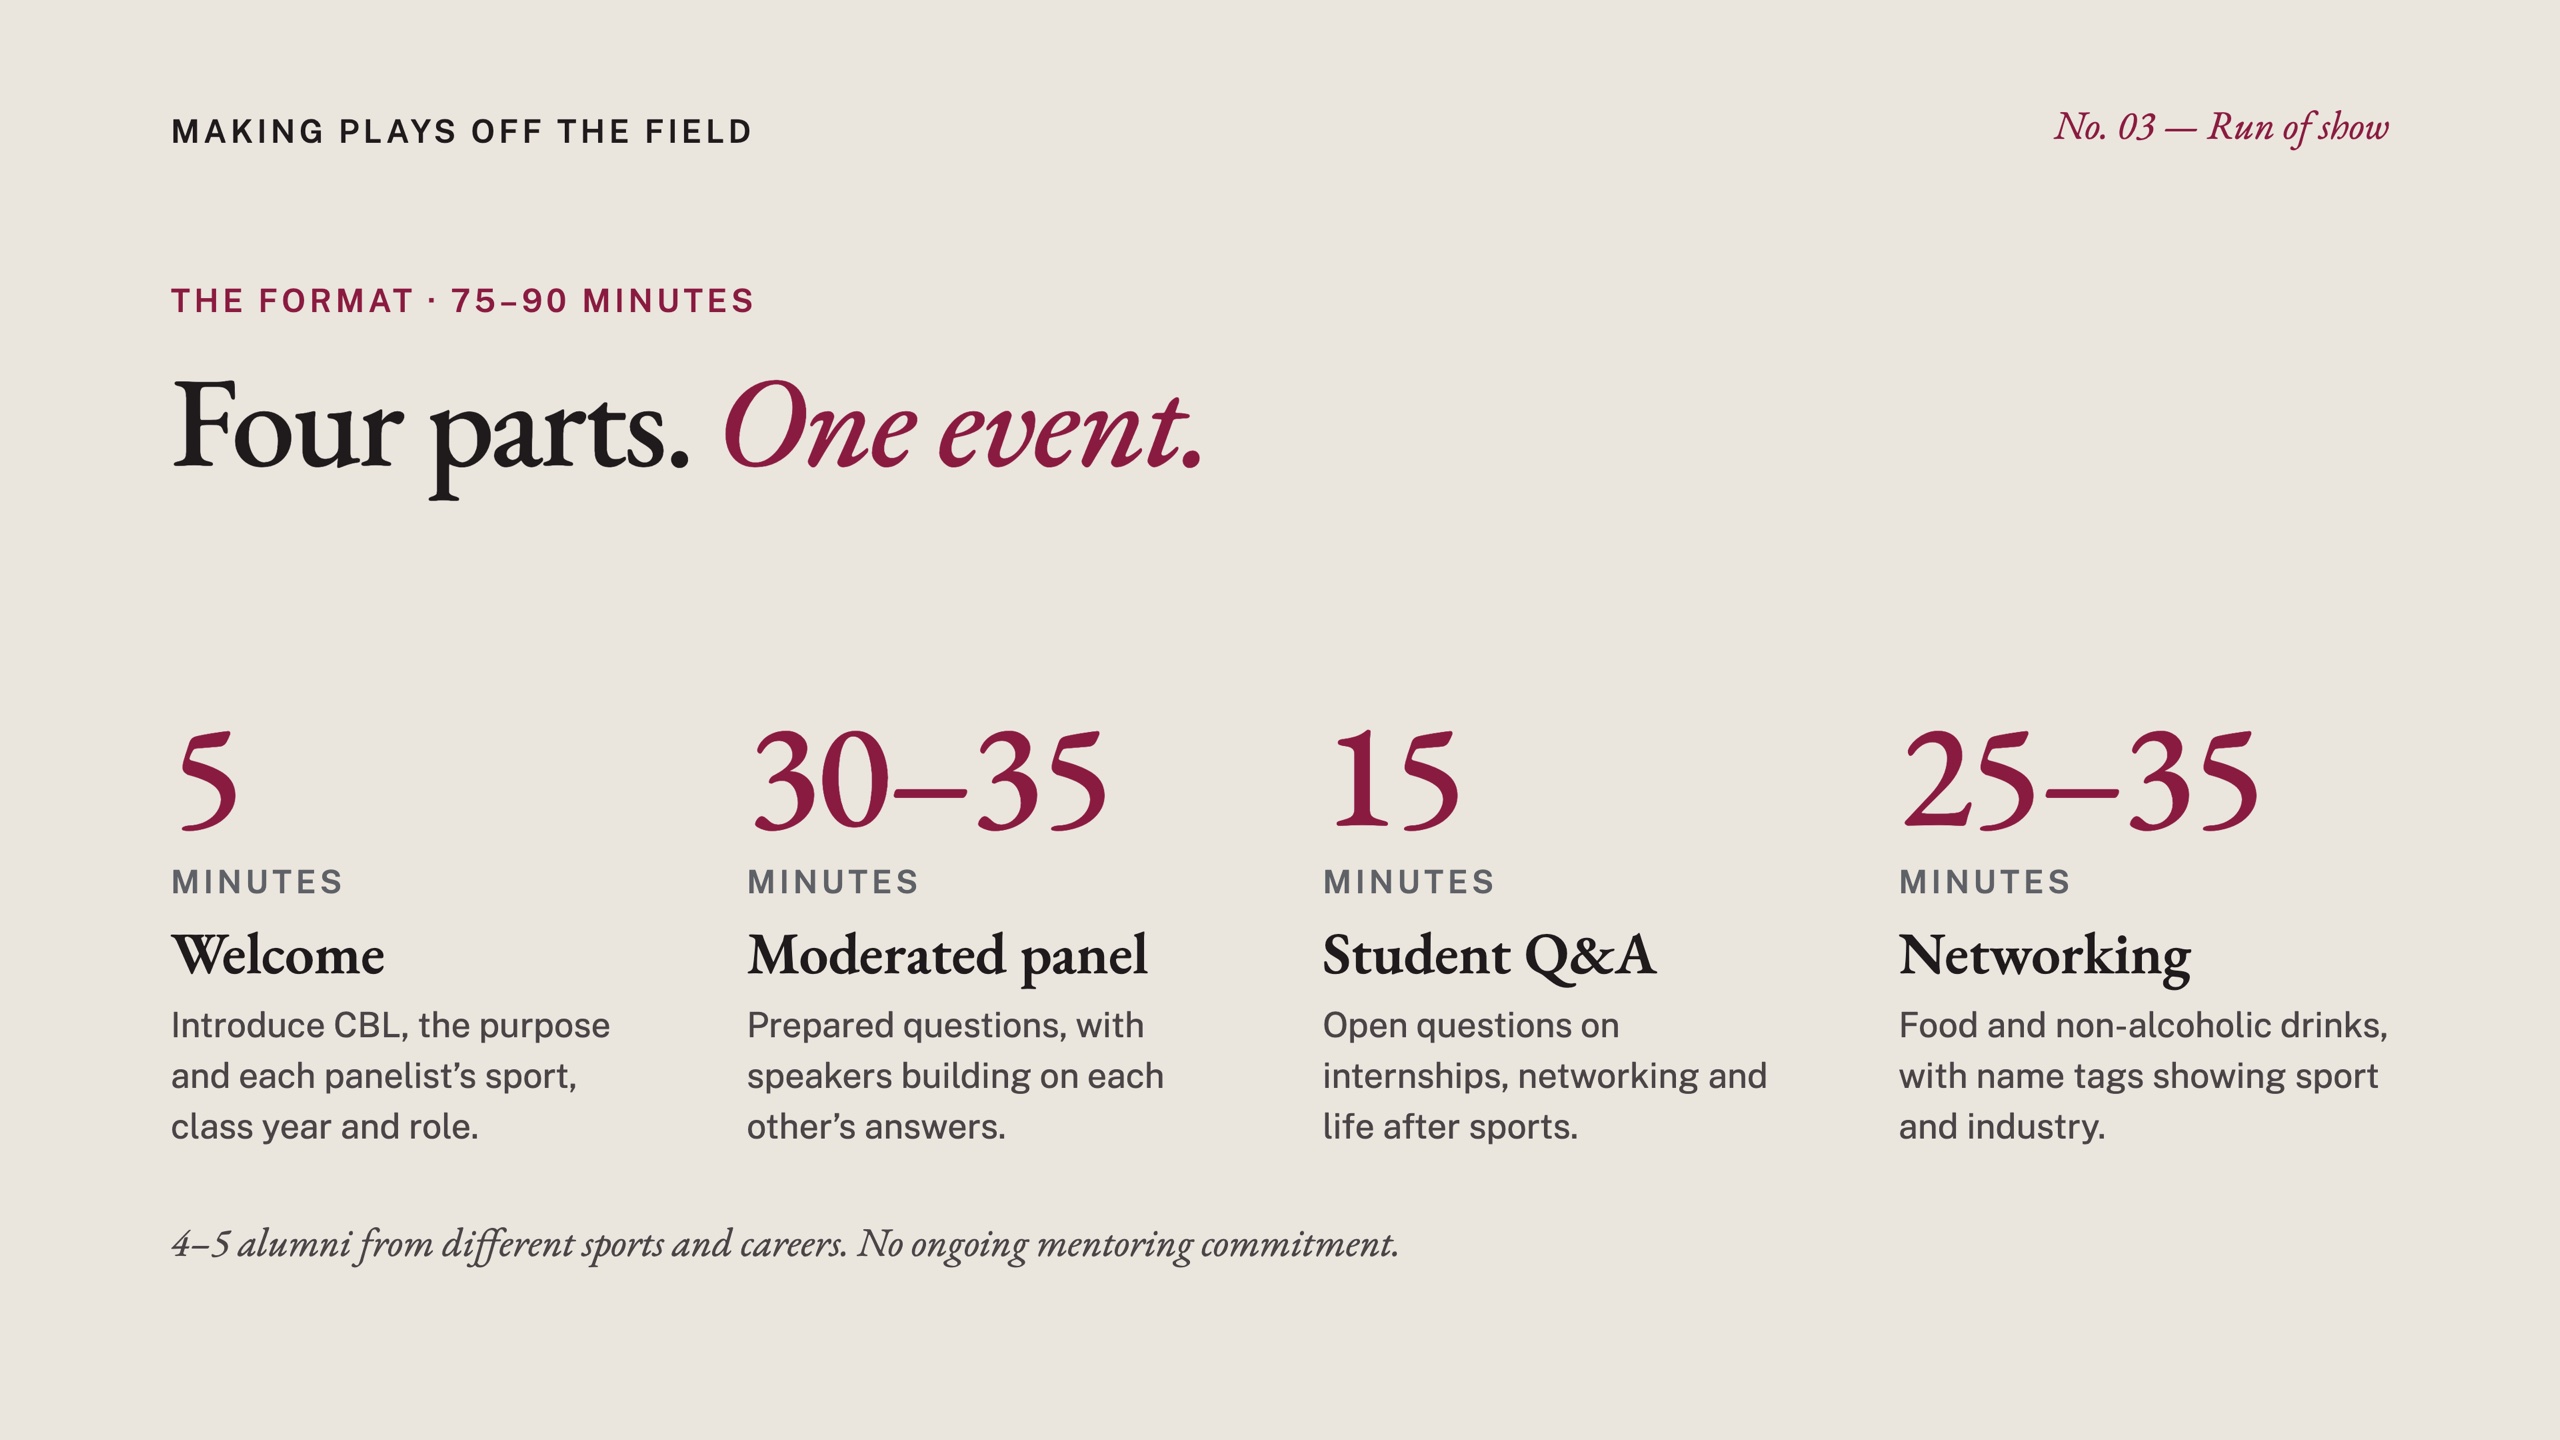 MAKING PLAYS OFF THE FIELD
No. 03 — Run of show
THE FORMAT · 75–90 MINUTES
Four parts. One event.
5
MINUTES
Welcome
Introduce CBL, the purpose
and each panelist’s sport,
class year and role.
30–35
MINUTES
Moderated panel
Prepared questions, with
speakers building on each
other’s answers.
15
MINUTES
Student Q&A
Open questions on
internships, networking and
life after sports.
25–35
MINUTES
Networking
Food and non-alcoholic drinks,
with name tags showing sport
and industry.
4–5 alumni from different sports and careers. No ongoing mentoring commitment.